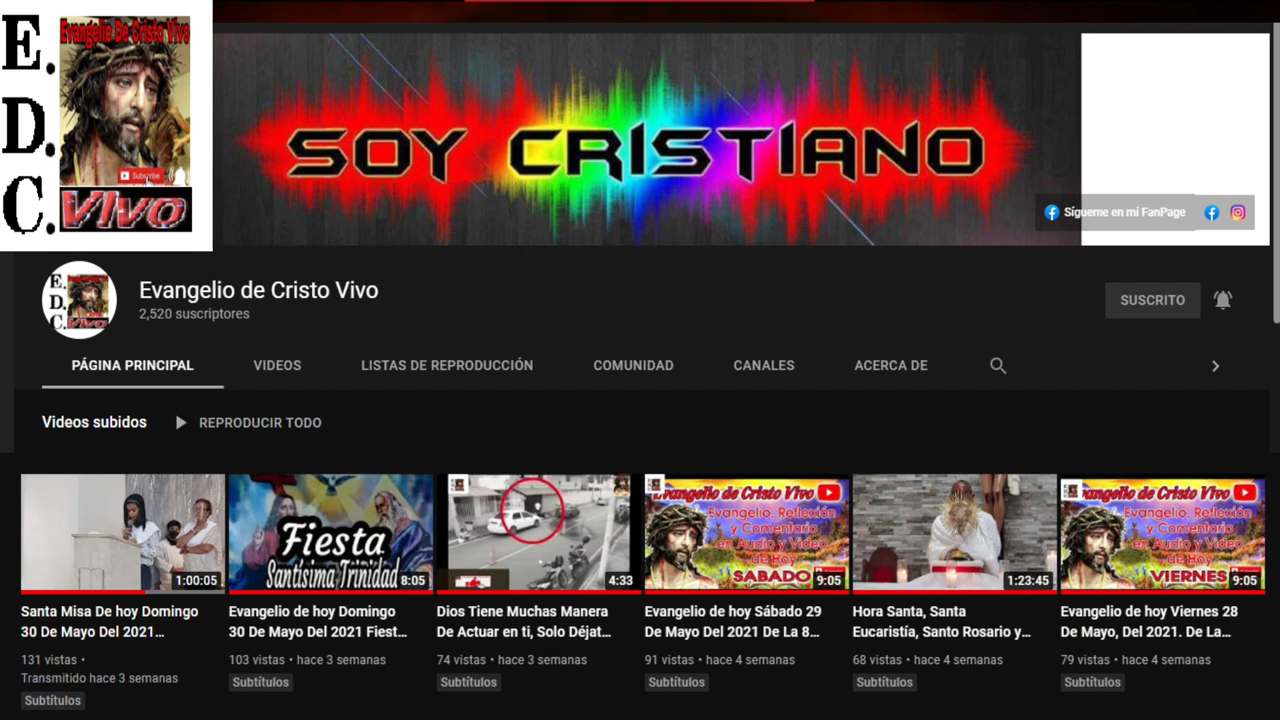 E.
D.
C.
Evangelio De Cristo Vivo
Subscribe
Vivo
SOY CRISTIANO
Sígueme en mi FanPage
E.
D.
C.
Vivo
Evangelio de Cristo Vivo
2,520 suscriptores
SUSCRITO
PÁGINA PRINCIPAL VIDEOS LISTAS DE REPRODUCCIÓN COMUNIDAD CANALES ACERCA DE
Videos subidos REPRODUCIR TODO
1:00:05
Santa Misa De hoy Domingo
30 De Mayo Del 2021...
131 vistas •
Transmitido hace 3 semanas
Subtítulos
Fiesta
Santísima Trinidad
8:05
Evangelio de hoy Domingo
30 De Mayo Del 2021 Fiest...
103 vistas • hace 3 semanas
Subtítulos
4:33
Dios Tiene Muchas Manera
De Actuar en ti, Solo Déjat...
74 vistas • hace 3 semanas
Subtítulos
Evangelio de Cristo Vivo
Evangelio, Reflexión
y Comentario
en Audio y Video
de Hoy
SABADO
9:05
Evangelio de hoy Sábado 29
De Mayo Del 2021 De La 8...
91 vistas • hace 4 semanas
Subtítulos
1:23:45
Hora Santa, Santa
Eucaristía, Santo Rosario y...
68 vistas • hace 4 semanas
Subtítulos
Evangelio de Cristo Vivo
Evangelio, Reflexión
y Comentario
en Audio y Video
de Hoy
VIERNES
9:05
Evangelio de hoy Viernes 28
De Mayo, Del 2021. De La...
79 vistas • hace 4 semanas
Subtítulos